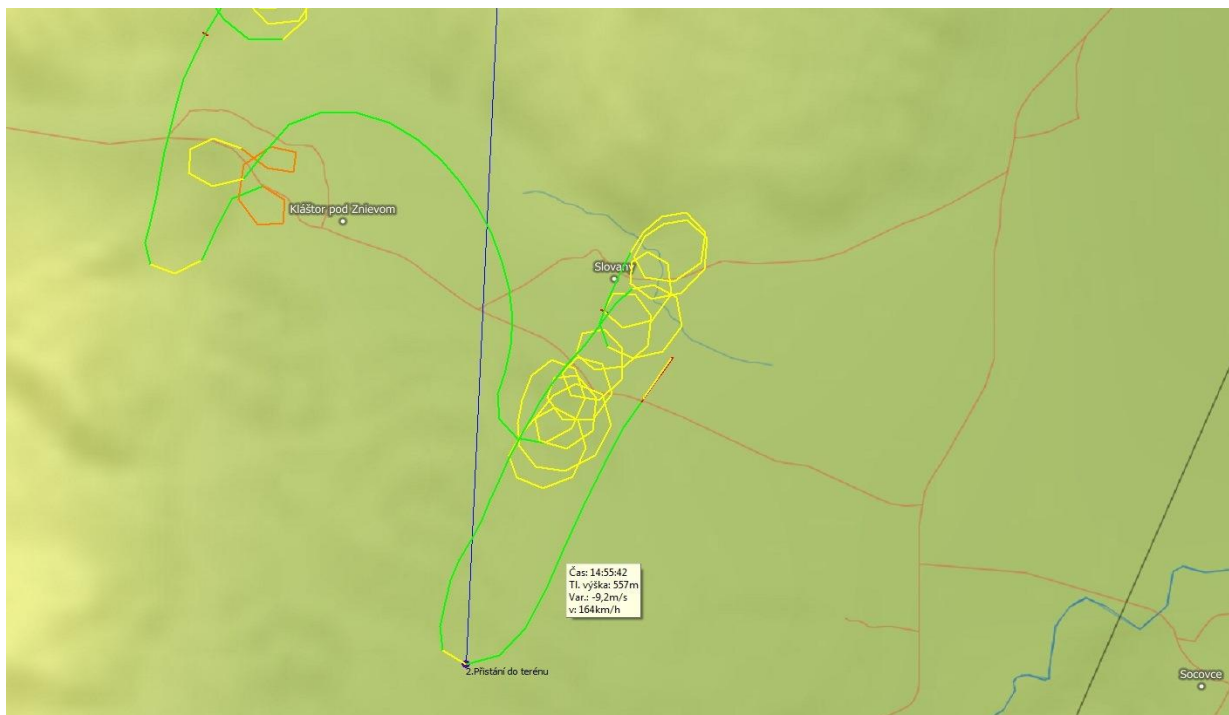 Kláštor pod Znievom
Slovany
Čas: 14:55:42
Tl. výška: 557m
Var.: -9,2m/s
v: 164km/h
2.Přistání do terénu
Socovce